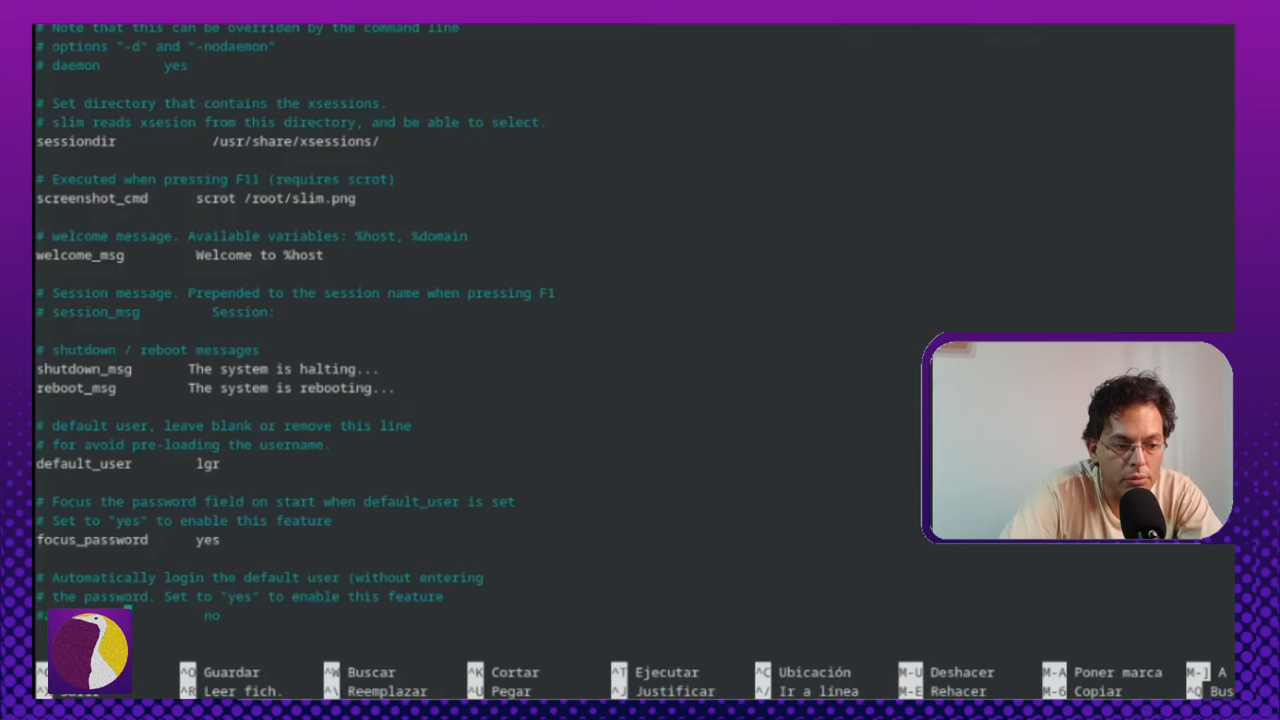 # Note that this can be overriden by the command line
# options "-d" and "-nodaemon"
# daemon yes
# Set directory that contains the xsessions.
# slim reads xsesion from this directory, and be able to select.
sessiondir /usr/share/xsessions/
# Executed when pressing F11 (requires scrot)
screenshot_cmd scrot /root/slim.png
# welcome message. Available variables: %host, %domain
welcome_msg Welcome to %host
# Session message. Prepended to the session name when pressing F1
# session_msg Session:
# shutdown / reboot messages
shutdown_msg The system is halting...
reboot_msg The system is rebooting...
# default user, leave blank or remove this line
# for avoid pre-loading the username.
default_user lgr
# Focus the password field on start when default_user is set
# Set to "yes" to enable this feature
focus_password yes
# Automatically login the default user (without entering
# the password. Set to "yes" to enable this feature
no
^O Guardar ^W Buscar ^K Cortar ^T Ejecutar ^C Ubicación M-U Deshacer M-A Poner marca M-] A
^R Leer fich. ^\ Reemplazar ^U Pegar ^J Justificar ^/ Ir a línea M-E Rehacer M-6 Copiar ^Q Bus